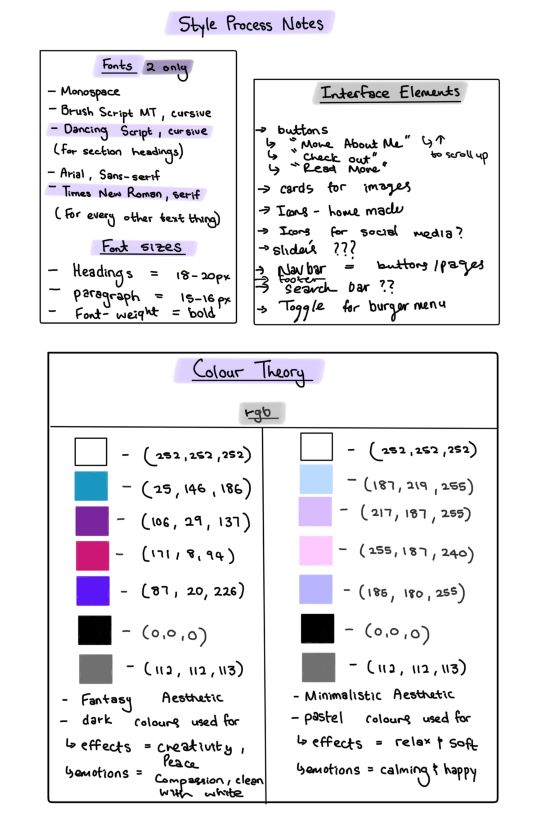 Style Process Notes
Fonts 2 only
- Monospace
- Brush Script MT, cursive
- Dancing Script, cursive
(for section headings)
- Arial, Sans-serif
- Times New Roman, serif
(for every other text thing)
Font sizes
- Headings = 18-20px
- paragraph = 15-16px
- Font-weight = bold
Interface Elements
→ buttons
↳ "More About Me" ↳↑
↳ "Check out" to scroll up
↳ "Read More"
→ cards for images
→ Icons - home made
→ Icons for social media?
→ sliders ???
→ Navbar = buttons/pages
→ footer
→ search bar ??
→ Toggle for burger menu
Colour Theory
rgb
- (252,252,252)
- (25, 146, 186)
- (106, 29, 137)
- (171, 8, 94)
- (87, 20, 226)
- (0,0,0)
- (112, 112, 113)
- Fantasy Aesthetic
- dark colours used for
↳ effects = creativity,
Peace
↳ emotions = Compassion, clean
with white
- (252,252,252)
- (187, 219, 255)
- (217, 187, 255)
- (255, 187, 240)
- (185, 180, 255)
- (0,0,0)
- (112, 112, 113)
- Minimalistic Aesthetic
- pastel colours used for
↳ effects = relax & soft
↳ emotions = calming & happy